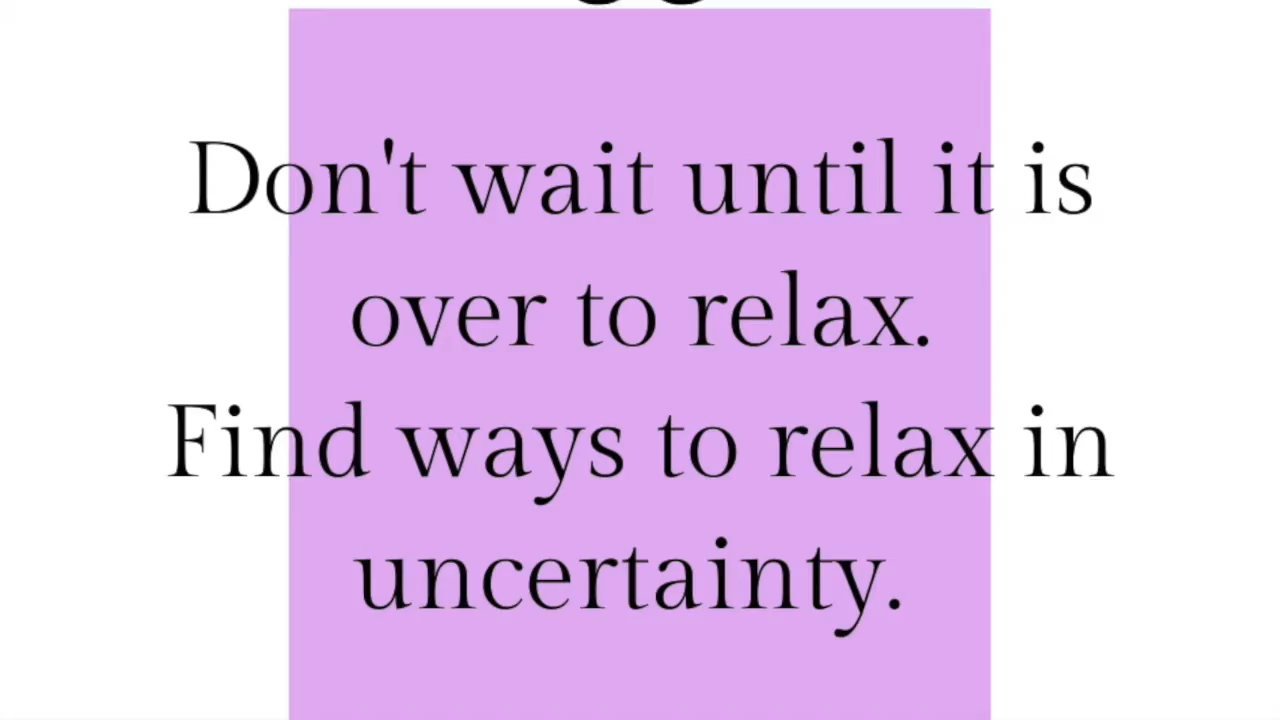 Don't wait until it is
over to relax.
Find ways to relax in
uncertainty.